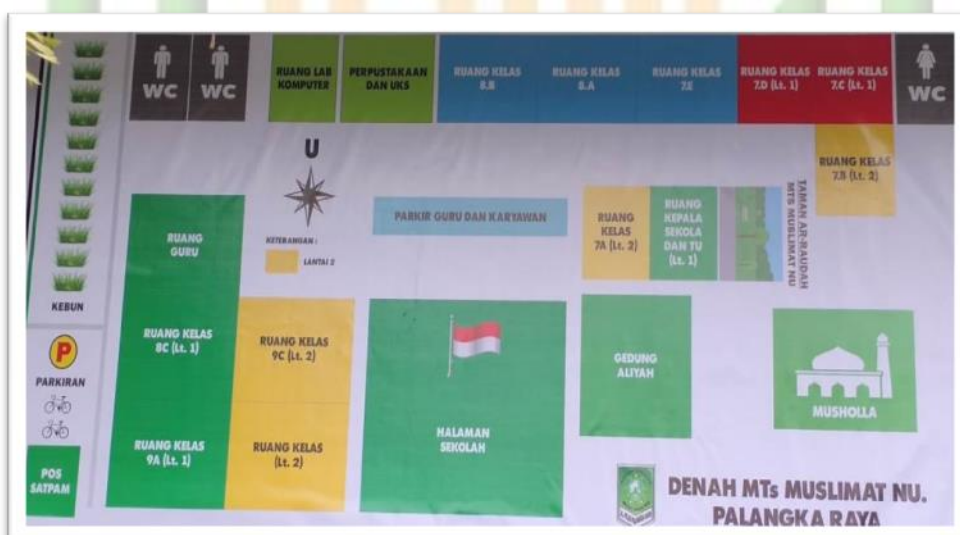 WC
WC
RUANG LAB
KOMPUTER
PERPUSTAKAAN
DAN UKS
RUANG KELAS
8.B
RUANG KELAS
8.A
RUANG KELAS
7.E
RUANG KELAS
7.D (Lt. 1)
RUANG KELAS
7.C (Lt. 1)
WC
RUANG KELAS
7.B (Lt. 2)
U
KETERANGAN :
LANTAI 2
PARKIR GURU DAN KARYAWAN
RUANG
KELAS
7A (Lt. 2)
RUANG
KEPALA
SEKOLA
DAN TU
(Lt. 1)
TAMAN AR-RAUDAH
MTS MUSLIMAT NU
RUANG
GURU
KEBUN
P
PARKIRAN
POS
SATPAM
RUANG KELAS
8C (Lt. 1)
RUANG KELAS
9C (Lt. 2)
RUANG KELAS
9A (Lt. 1)
RUANG KELAS
(Lt. 2)
HALAMAN
SEKOLAH
GEDUNG
ALIYAH
MUSHOLLA
DENAH MTs MUSLIMAT NU.
PALANGKA RAYA